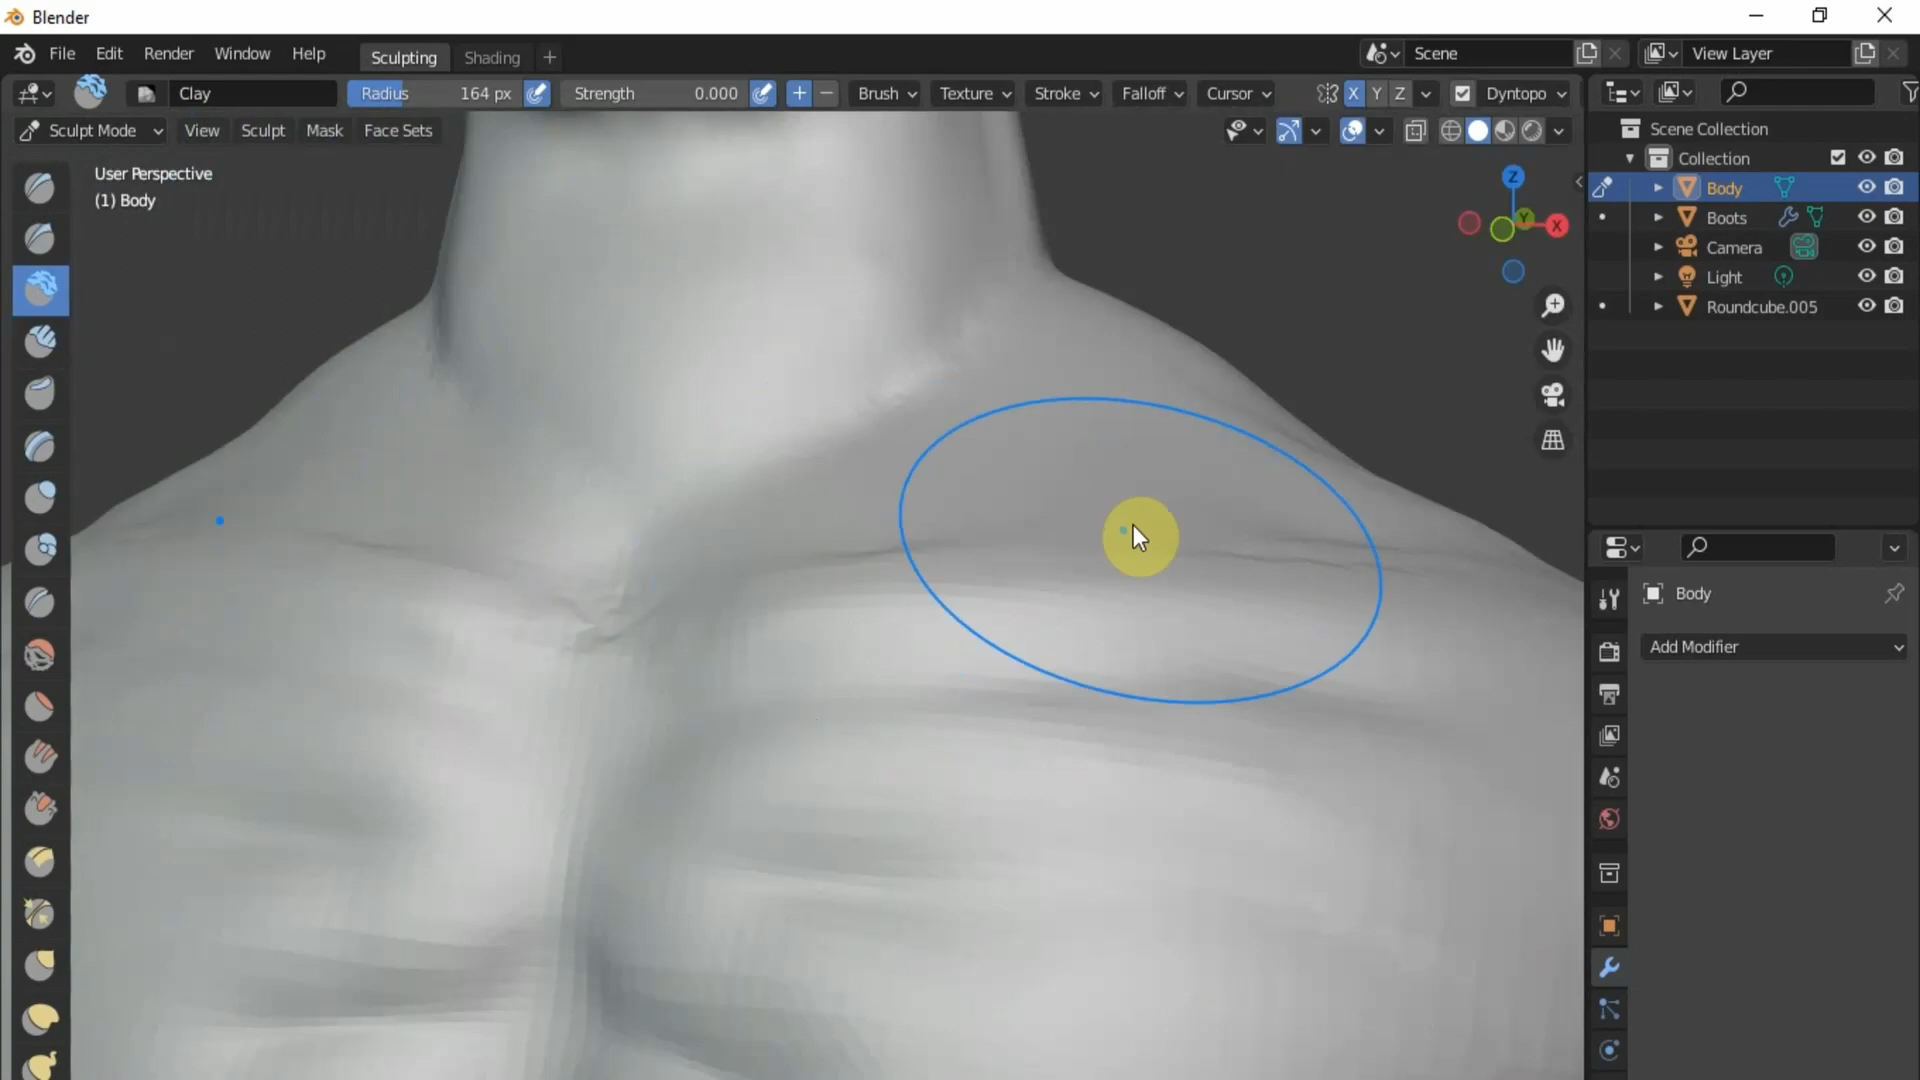 Blender
File Edit Render Window Help Sculpting Shading + Scene View Layer
Clay Radius 164 px Strength 0.000 + − Brush Texture Stroke Falloff Cursor X Y Z Dyntopo
Sculpt Mode View Sculpt Mask Face Sets
Scene Collection
Collection
User Perspective
(1) Body
Z
Y
X
Body
Boots
Camera
Light
Roundcube.005
Body
Add Modifier